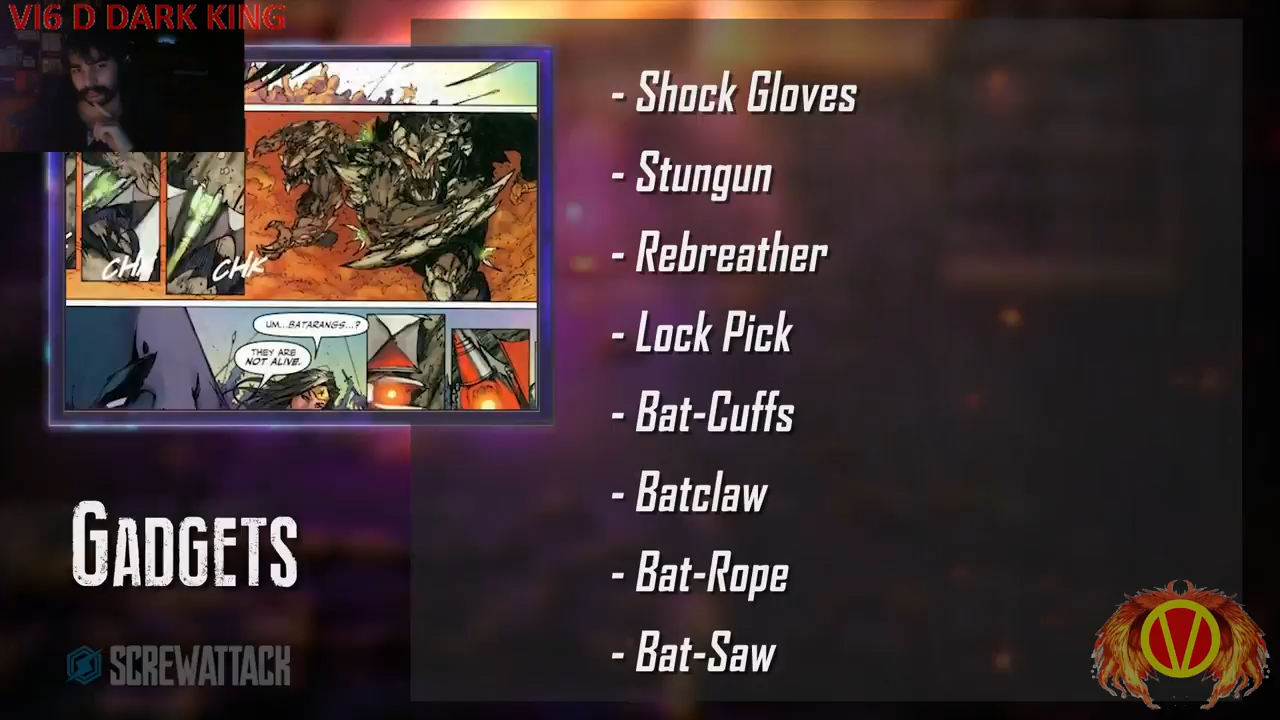 VI6 D DARK KING
CHK
CHK
UM...BATARANGS...?
THEY ARE
NOT ALIVE.
- Shock Gloves
- Stungun
- Rebreather
- Lock Pick
- Bat-Cuffs
- Batclaw
- Bat-Rope
- Bat-Saw
GADGETS
SCREWATTACK
V